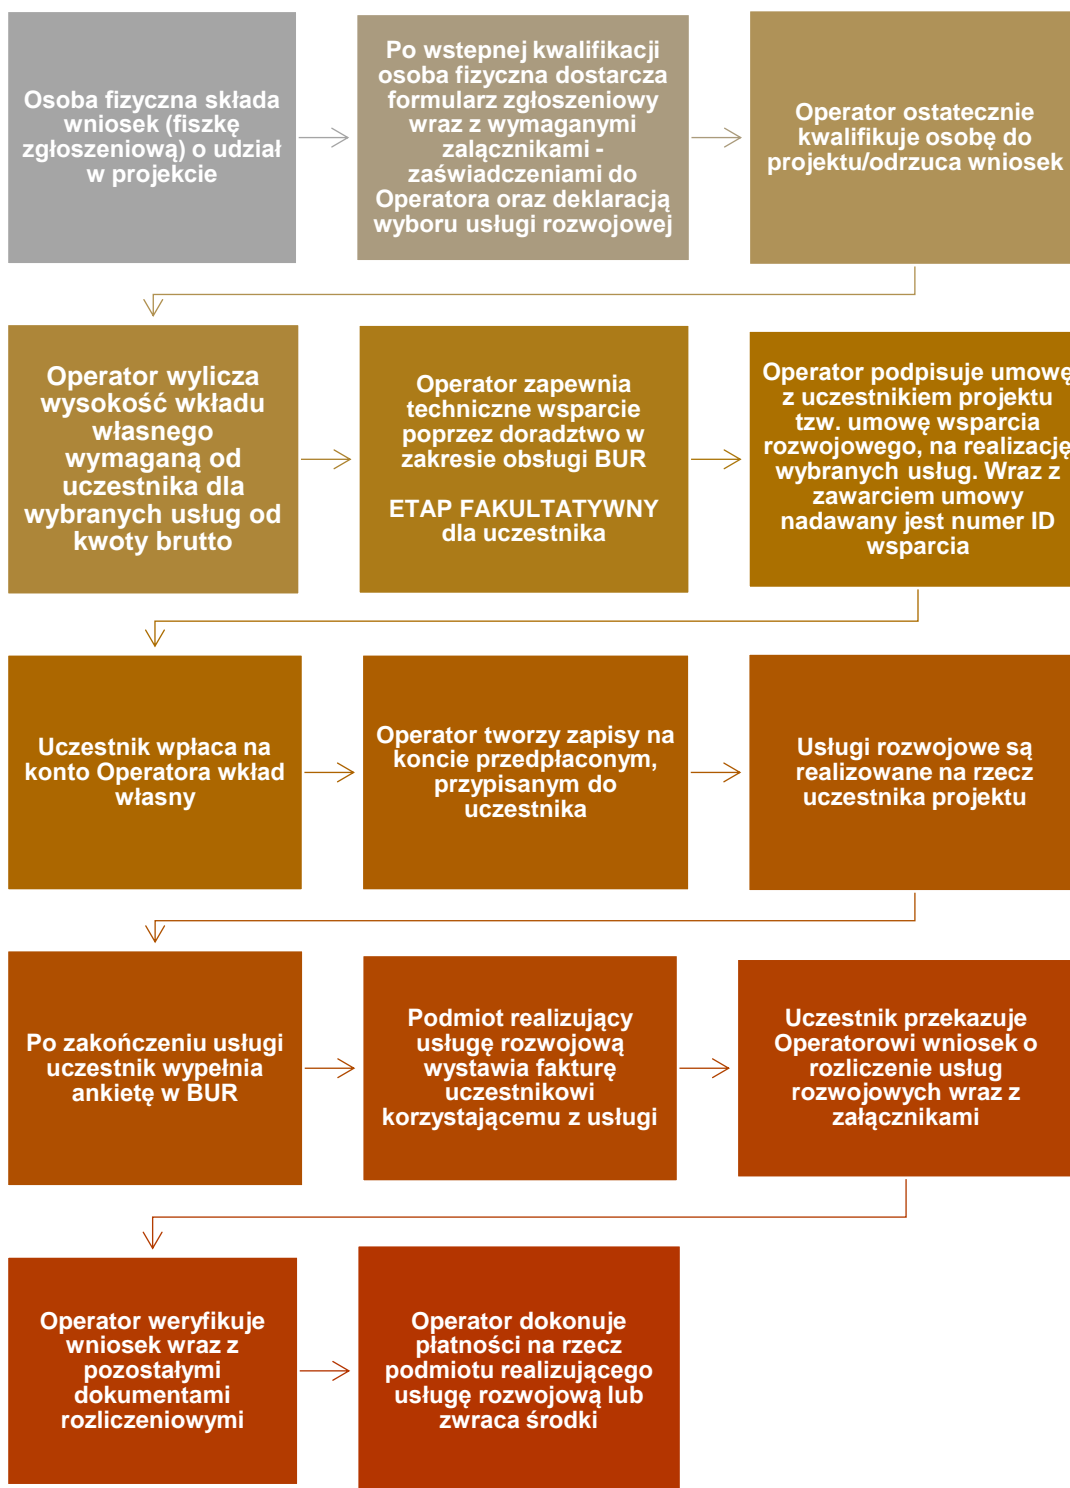 Osoba fizyczna składa
wniosek (fiszkę
zgłoszeniową) o udział
w projekcie
Po wstepnej kwalifikacji
osoba fizyczna dostarcza
formularz zgłoszeniowy
wraz z wymaganymi
zalącznikami -
zaświadczeniami do
Operatora oraz deklaracją
wyboru usługi rozwojowej
Operator ostatecznie
kwalifikuje osobę do
projektu/odrzuca wniosek
Operator wylicza
wysokość wkładu
własnego
wymaganą od
uczestnika dla
wybranych usług od
kwoty brutto
Operator zapewnia
techniczne wsparcie
poprzez doradztwo w
zakresie obsługi BUR
ETAP FAKULTATYWNY
dla uczestnika
Operator podpisuje umowę
z uczestnikiem projektu
tzw. umowę wsparcia
rozwojowego, na realizację
wybranych usług. Wraz z
zawarciem umowy
nadawany jest numer ID
wsparcia
Uczestnik wpłaca na
konto Operatora wkład
własny
Operator tworzy zapisy na
koncie przedpłaconym,
przypisanym do
uczestnika
Usługi rozwojowe są
realizowane na rzecz
uczestnika projektu
Po zakończeniu usługi
uczestnik wypełnia
ankietę w BUR
Podmiot realizujący
usługę rozwojową
wystawia fakturę
uczestnikowi
korzystającemu z usługi
Uczestnik przekazuje
Operatorowi wniosek o
rozliczenie usług
rozwojowych wraz z
załącznikami
Operator weryfikuje
wniosek wraz z
pozostałymi
dokumentami
rozliczeniowymi
Operator dokonuje
płatności na rzecz
podmiotu realizującego
usługę rozwojową lub
zwraca środki